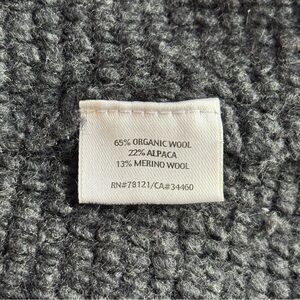 65% ORGANIC WOOL
22% ALPACA
13% MERINO WOOL
RN#78121/CA#34460